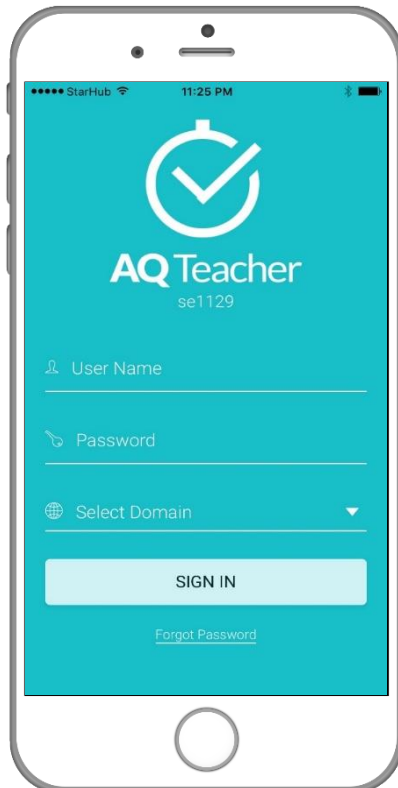 StarHub 11:25 PM
AQ Teacher
se1129
User Name
Password
Select Domain
SIGN IN
Forgot Password